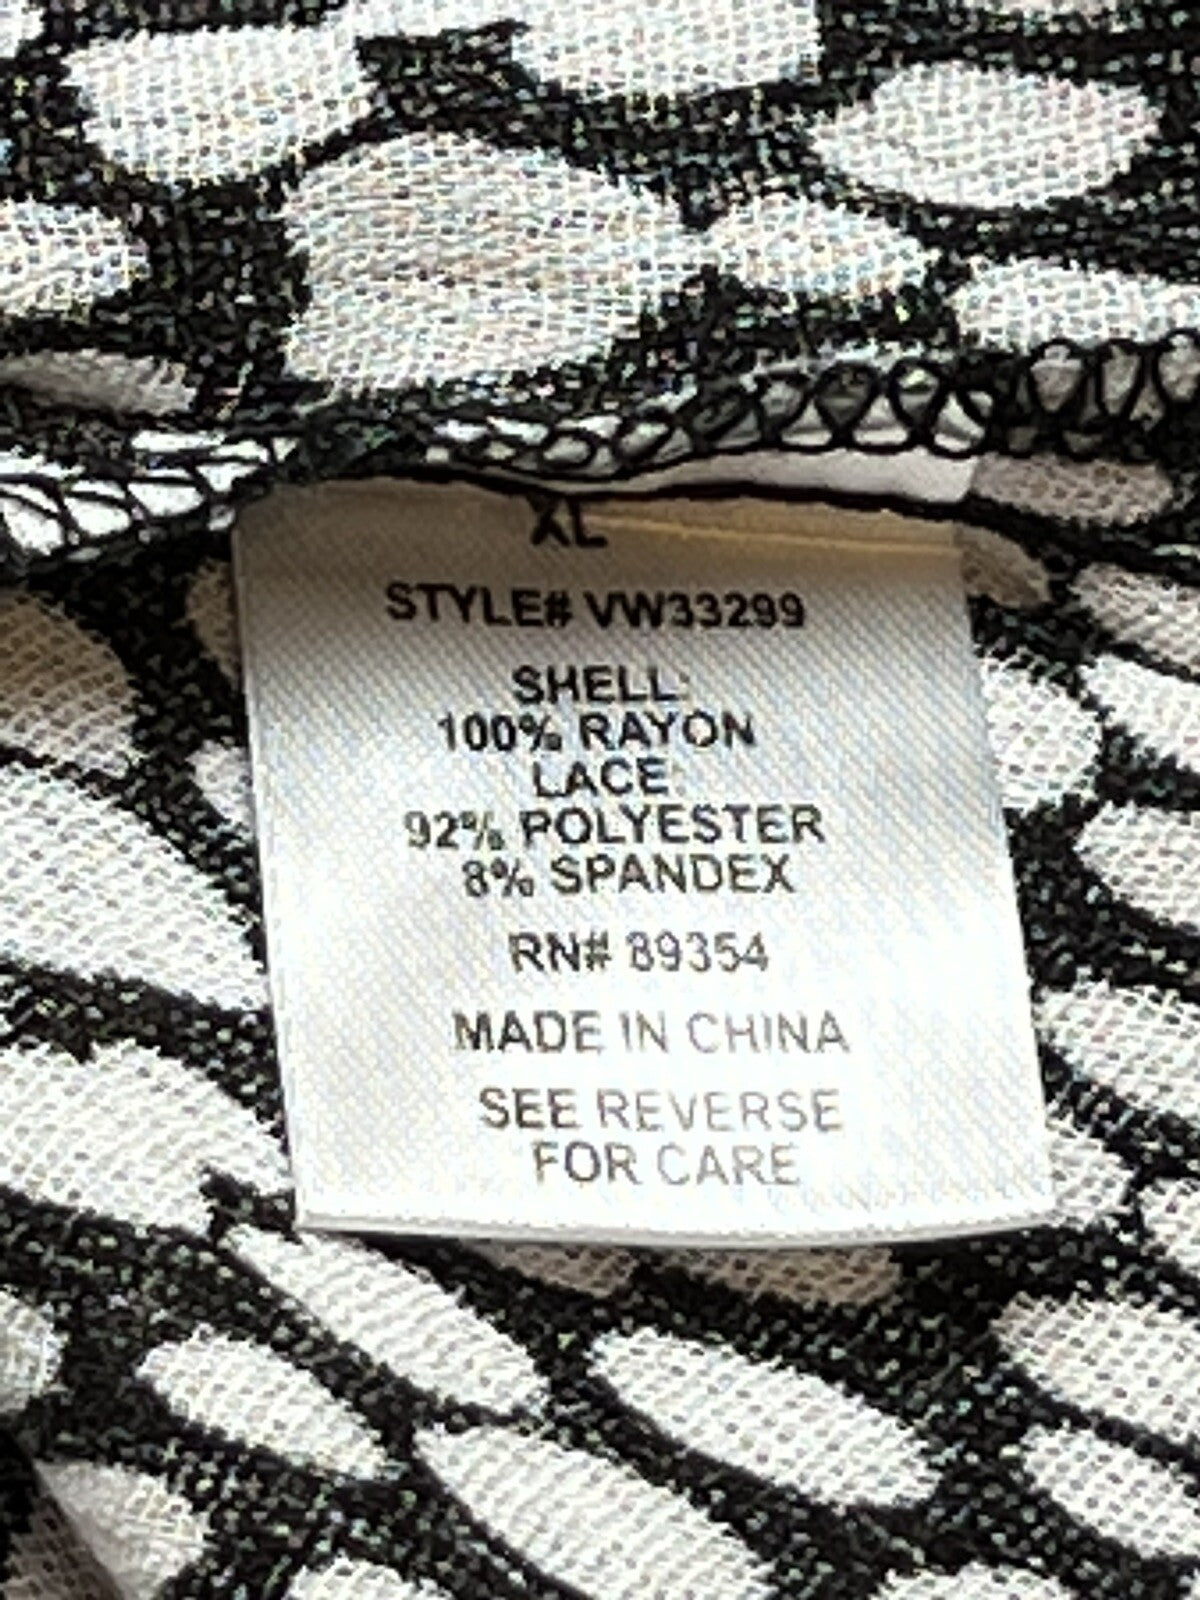 XL
STYLE# VW33299
SHELL:
100% RAYON
LACE:
92% POLYESTER
8% SPANDEX
RN# 89354
MADE IN CHINA
SEE REVERSE
FOR CARE